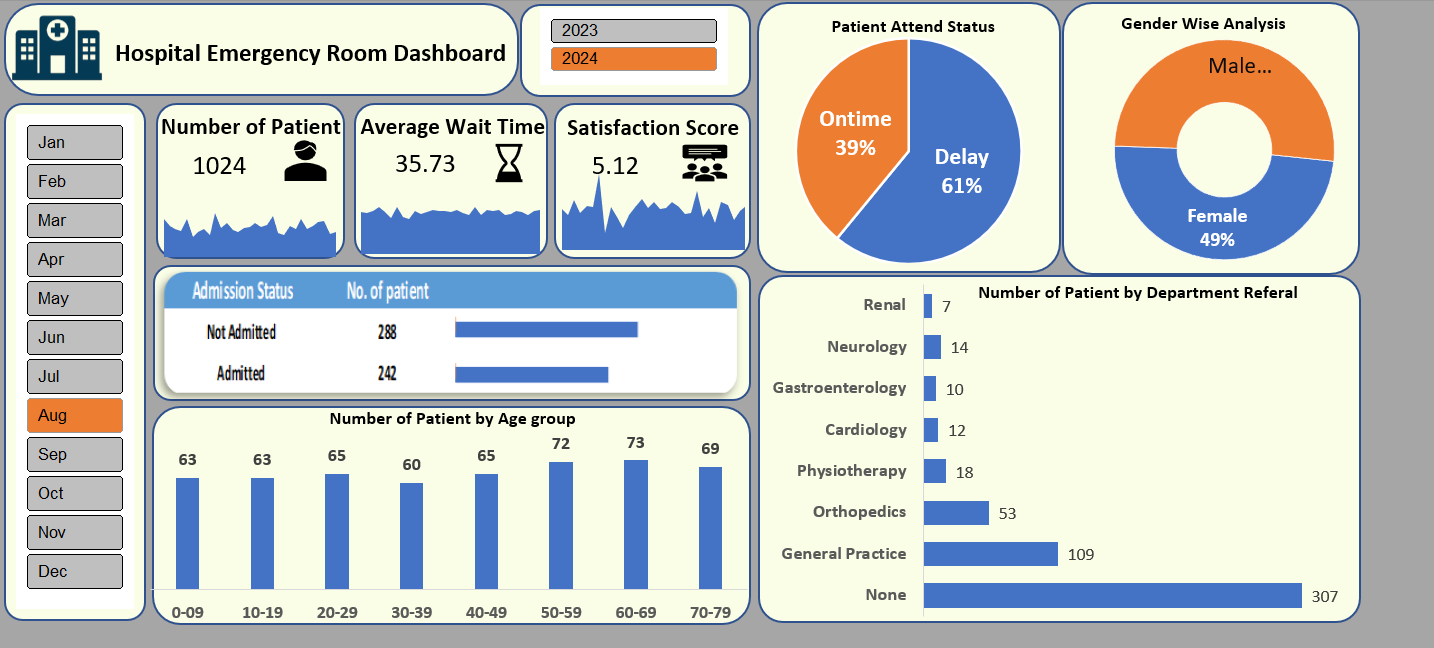 Hospital Emergency Room Dashboard
2023
2024
Jan
Feb
Mar
Apr
May
Jun
Jul
Aug
Sep
Oct
Nov
Dec
Number of Patient
1024
Average Wait Time
35.73
Satisfaction Score
5.12
Admission Status No. of patient
Not Admitted 288
Admitted 242
Number of Patient by Age group
63 63 65 60 65 72 73 69
0-09 10-19 20-29 30-39 40-49 50-59 60-69 70-79
Patient Attend Status
Ontime
39%
Delay
61%
Gender Wise Analysis
Male...
Female
49%
Number of Patient by Department Referal
Renal 7
Neurology 14
Gastroenterology 10
Cardiology 12
Physiotherapy 18
Orthopedics 53
General Practice 109
None 307